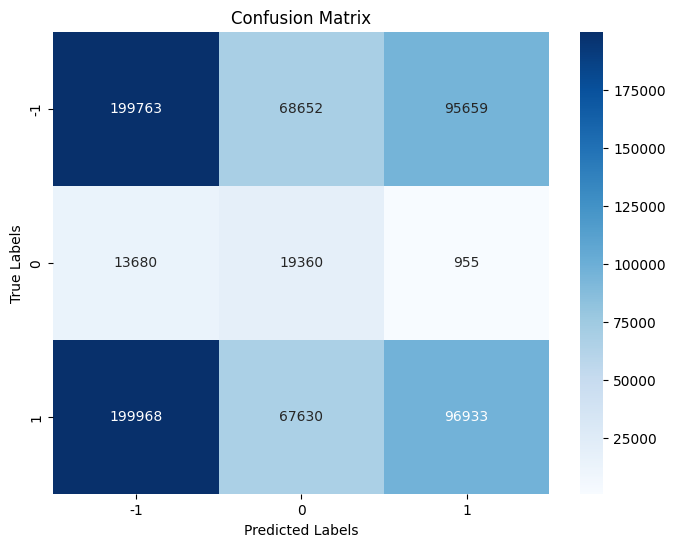 Confusion Matrix
True Labels
-1
199763 68652 95659
0
13680 19360 955
1
199968 67630 96933
-1 0 1
Predicted Labels
175000
150000
125000
100000
75000
50000
25000